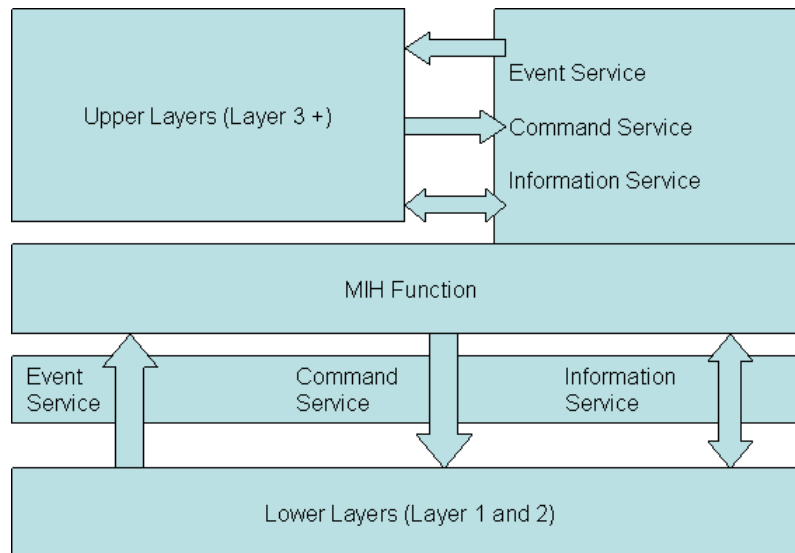 Event Service
Upper Layers (Layer 3 +)
Command Service
Information Service
MIH Function
Event
Service
Command
Service
Information
Service
Lower Layers (Layer 1 and 2)